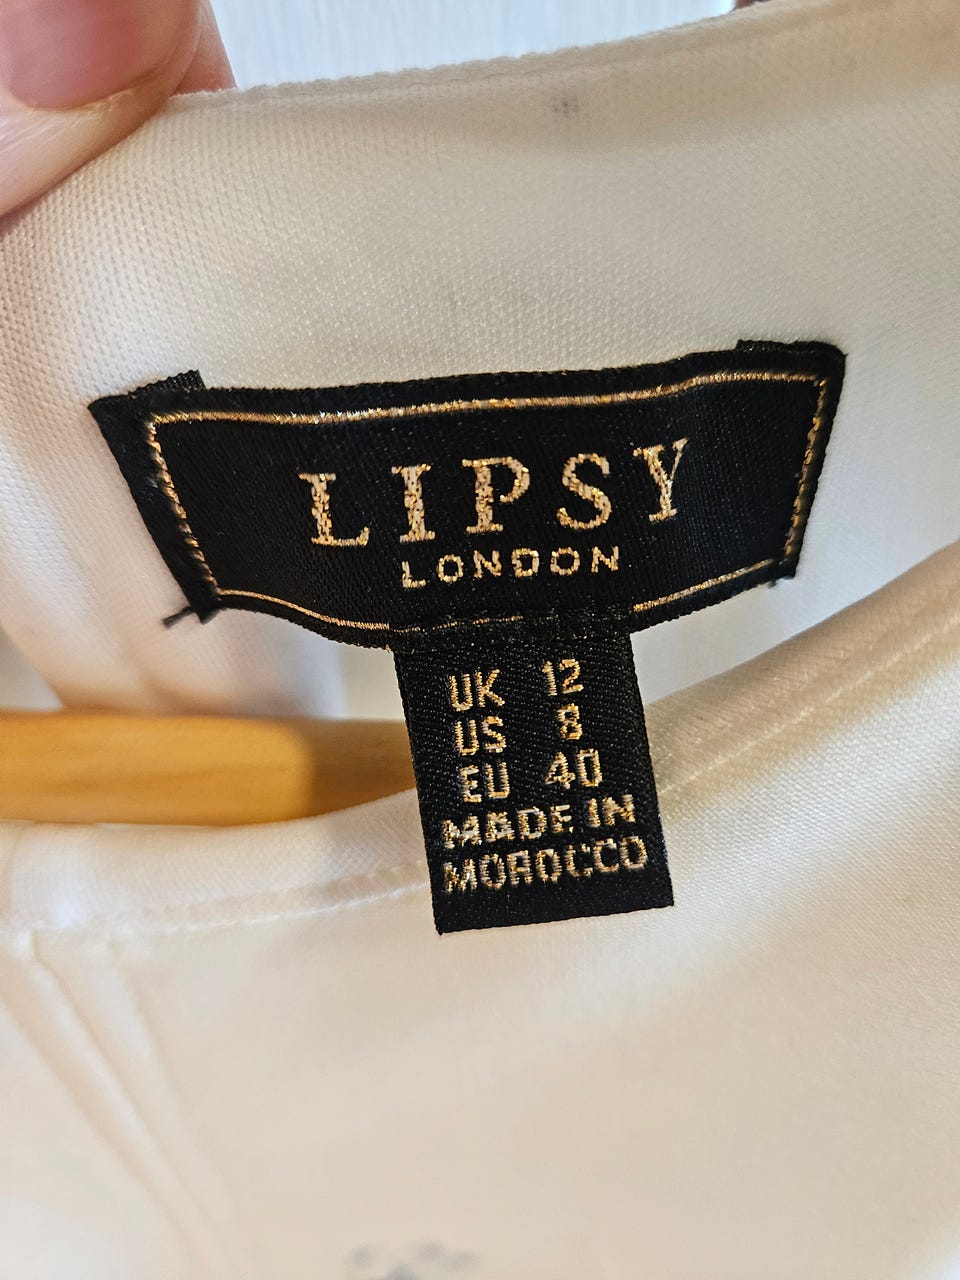 LIPSY
LONDON
UK 12
US 8
EU 40
MADE IN
MOROCCO